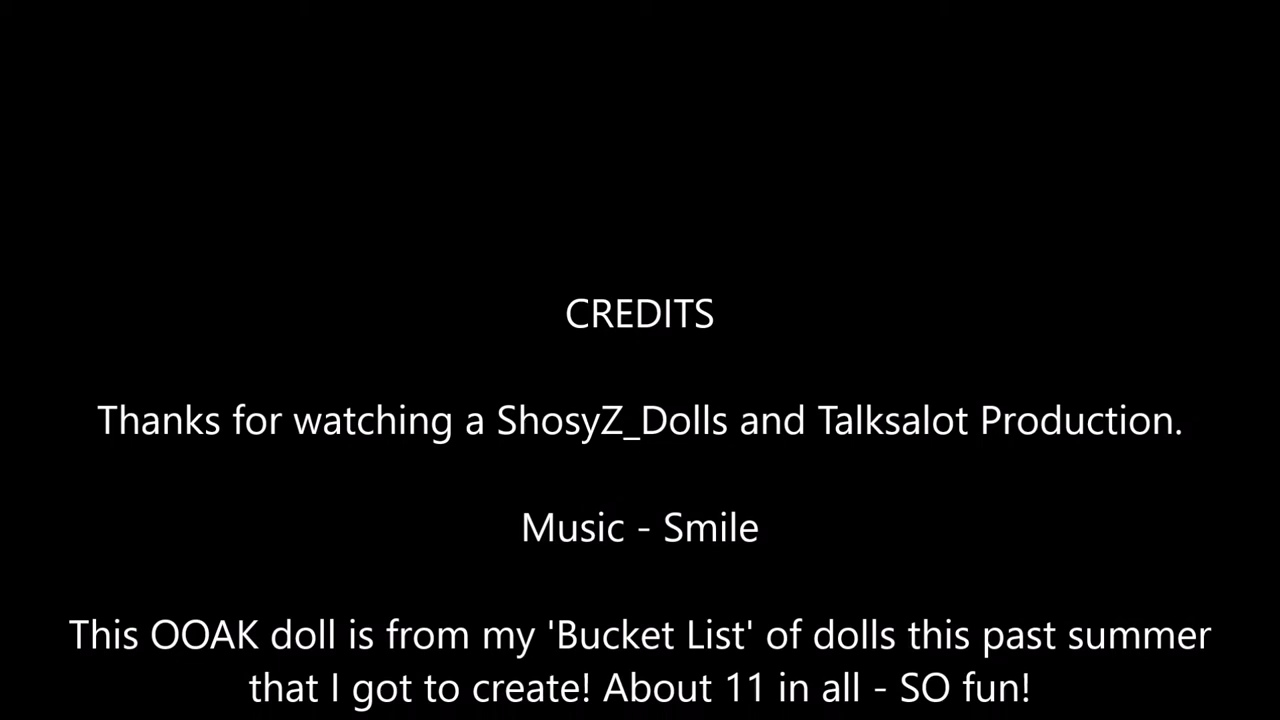 CREDITS
Thanks for watching a ShosyZ_Dolls and Talksalot Production.
Music - Smile
This OOAK doll is from my 'Bucket List' of dolls this past summer
that I got to create! About 11 in all - SO fun!